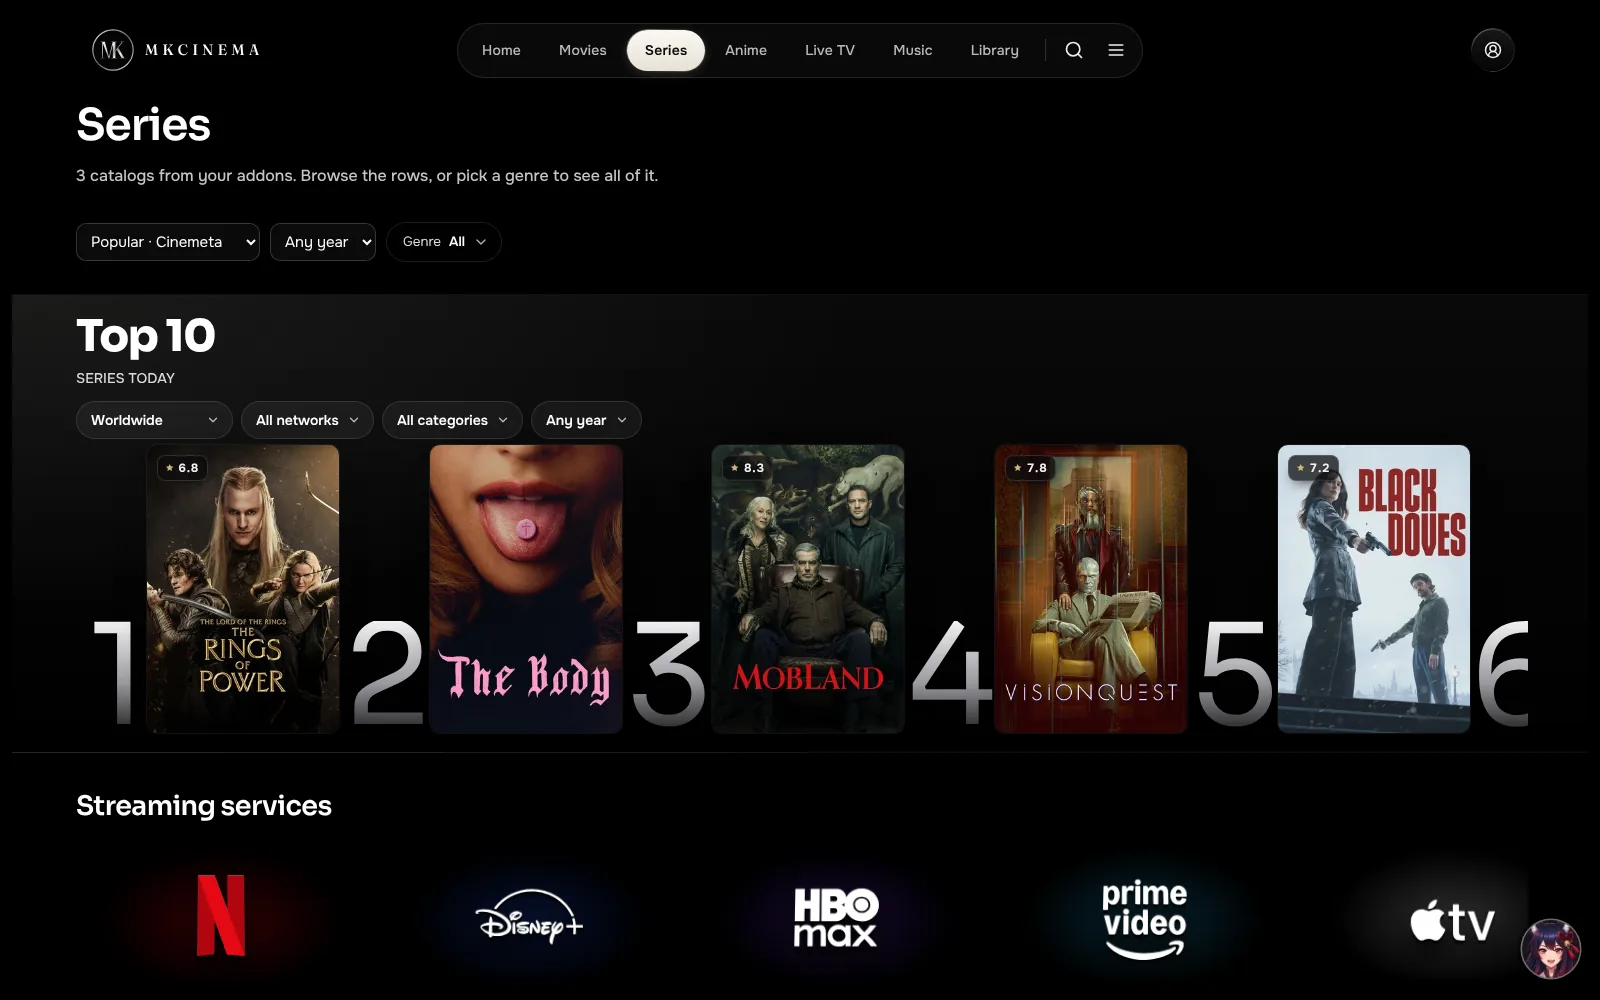 MK MKCINEMA
Home Movies Series Anime Live TV Music Library
Series
3 catalogs from your addons. Browse the rows, or pick a genre to see all of it.
Popular · Cinemeta Any year Genre All
Top 10
SERIES TODAY
Worldwide All networks All categories Any year
1
6.8
THE LORD OF THE RINGS
THE
RINGS
OF
POWER
2
The Body
3
8.3
MOBLAND
4
7.8
VISIONQUEST
5
7.2
BLACK
DOVES
6
Streaming services
N
Disney+
HBO
max
prime
video
tv